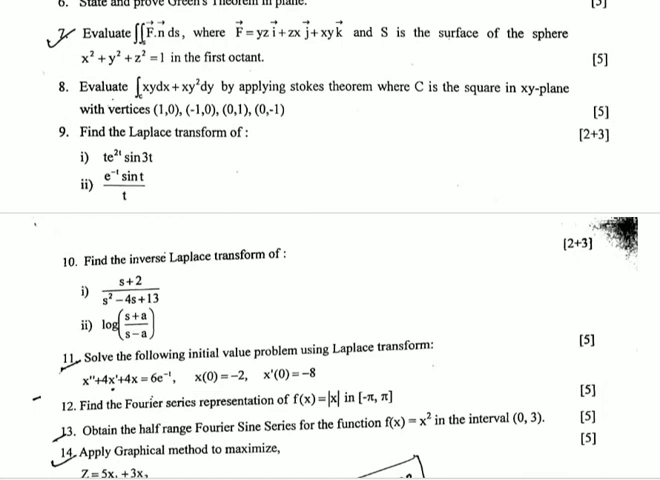 6. State and prove Green's Theorem in plane. [5]
7. Evaluate ∬ₛ F⃗.n⃗ ds, where F⃗ = yz i⃗ + zx j⃗ + xy k⃗ and S is the surface of the sphere
x² + y² + z² = 1 in the first octant. [5]
8. Evaluate ∫꜀ xydx + xy²dy by applying stokes theorem where C is the square in xy-plane
with vertices (1,0), (-1,0), (0,1), (0,-1) [5]
9. Find the Laplace transform of : [2+3]
i) te²ᵗ sin3t
ii) e⁻ᵗ sin t / t
10. Find the inverse Laplace transform of : [2+3]
i) s+2 / s² – 4s + 13
ii) log(s+a / s–a)
11. Solve the following initial value problem using Laplace transform: [5]
x"+4x'+4x = 6e⁻ᵗ, x(0) = –2, x'(0) = –8
12. Find the Fourier series representation of f(x) = |x| in [-π, π] [5]
13. Obtain the half range Fourier Sine Series for the function f(x) = x² in the interval (0, 3). [5]
14. Apply Graphical method to maximize, [5]
Z = 5x₁ + 3x₂